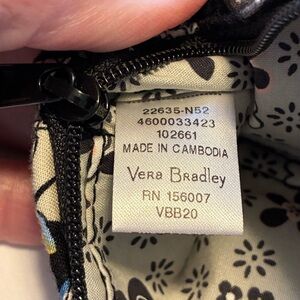 22635-N52
4600033423
102661
MADE IN CAMBODIA
Vera Bradley
RN 156007
VBB20